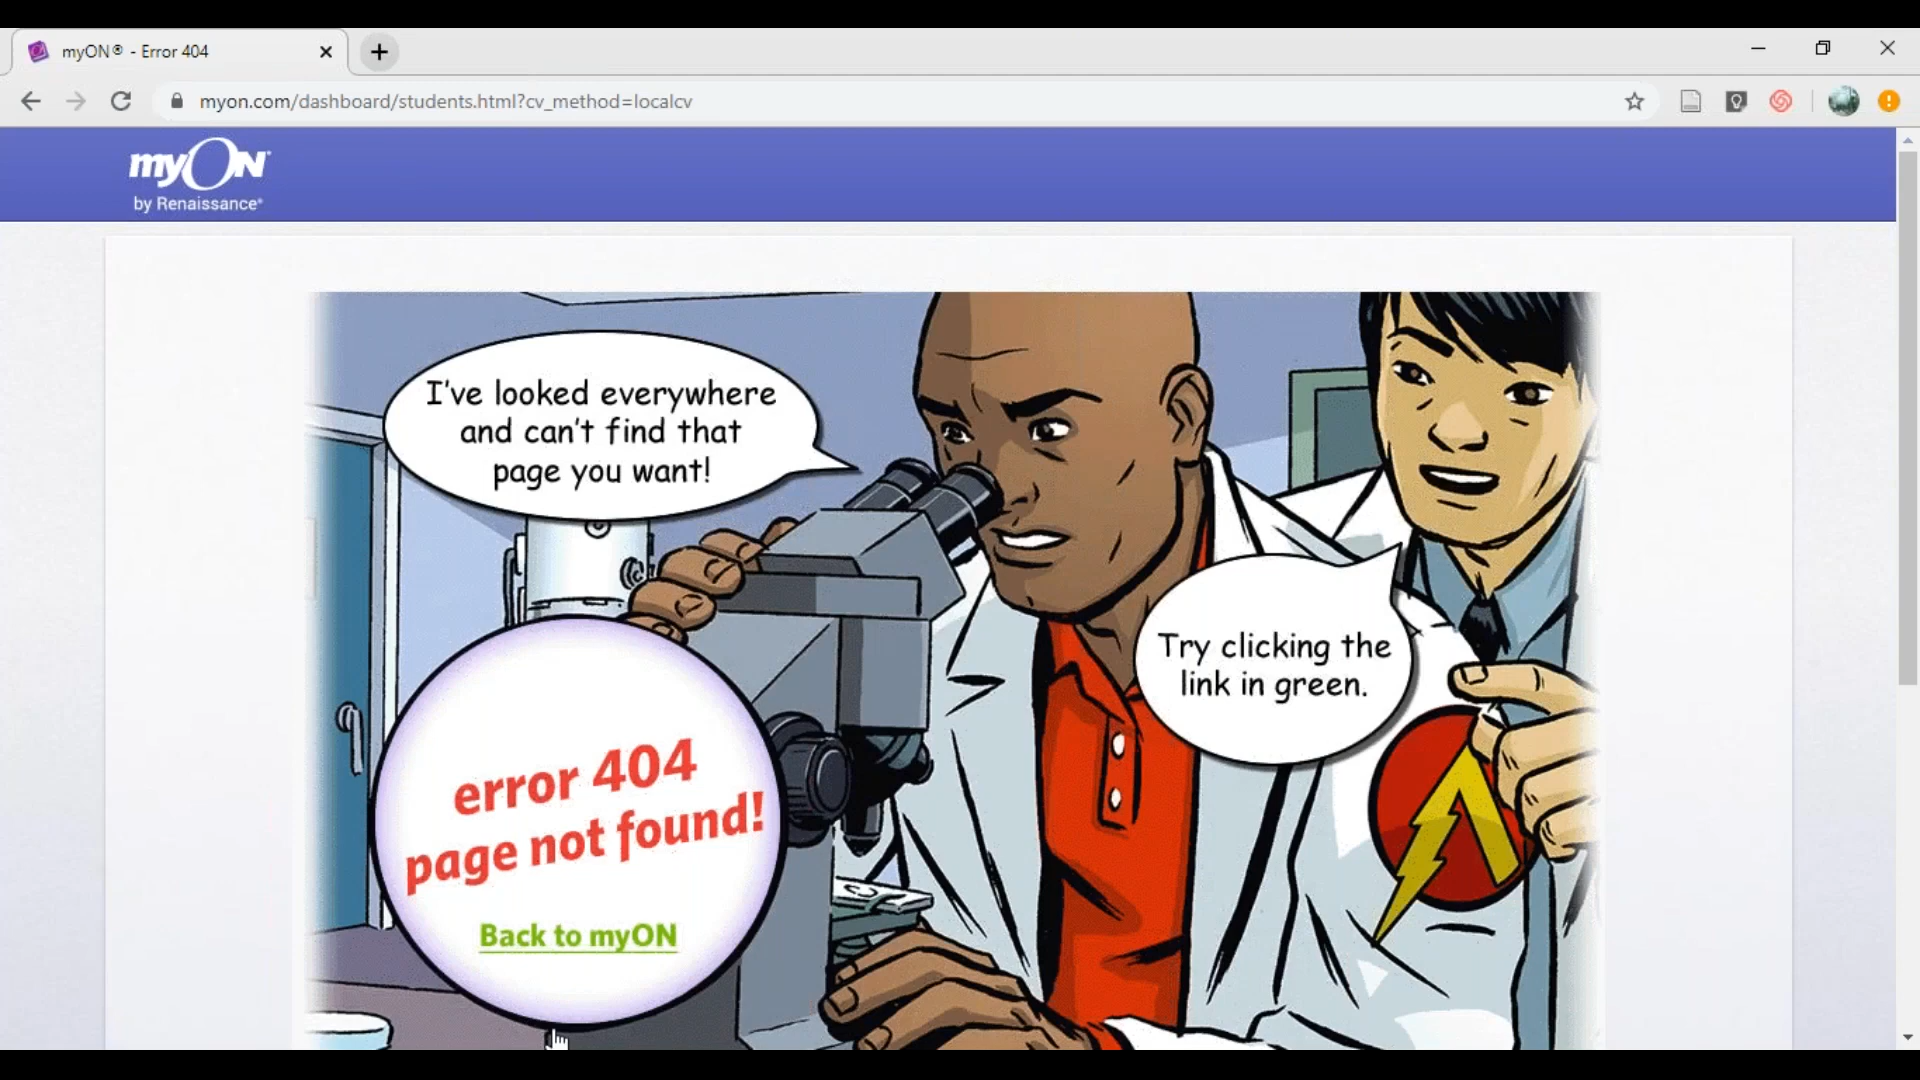 myON® - Error 404
myon.com/dashboard/students.html?cv_method=localcv
myON®
by Renaissance®
I've looked everywhere
and can't find that
page you want!
Try clicking the
link in green.
error 404
page not found!
Back to myON